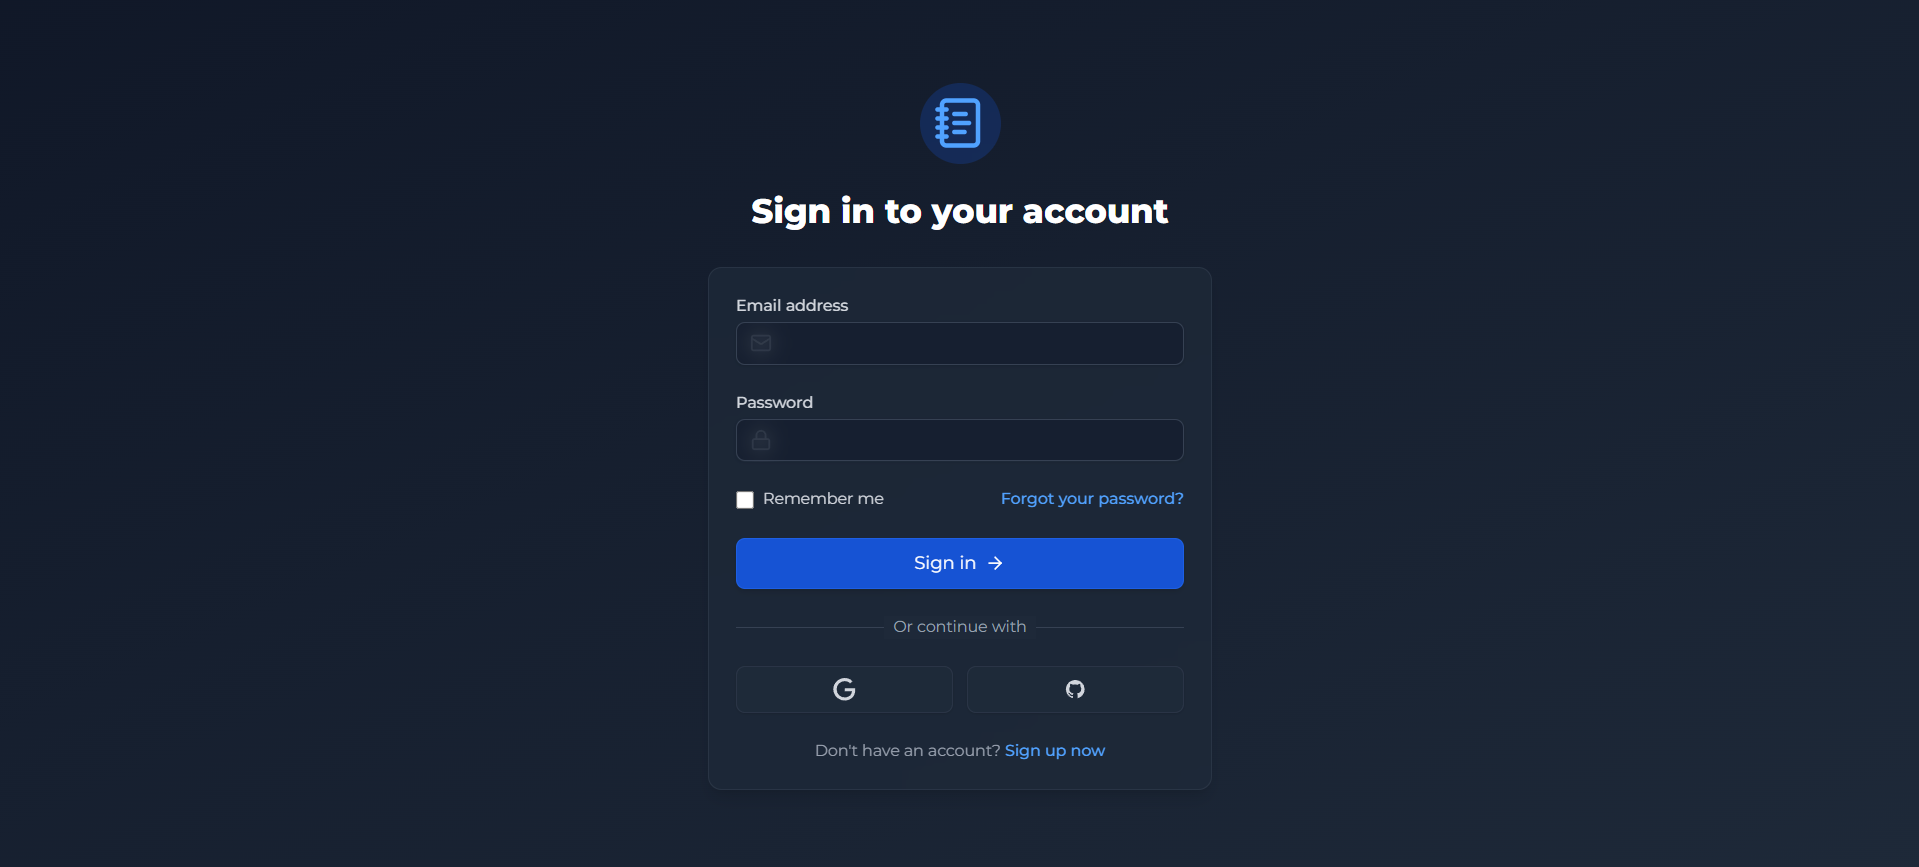 Sign in to your account
Email address
Password
Remember me
Forgot your password?
Sign in
Or continue with
Don't have an account? Sign up now